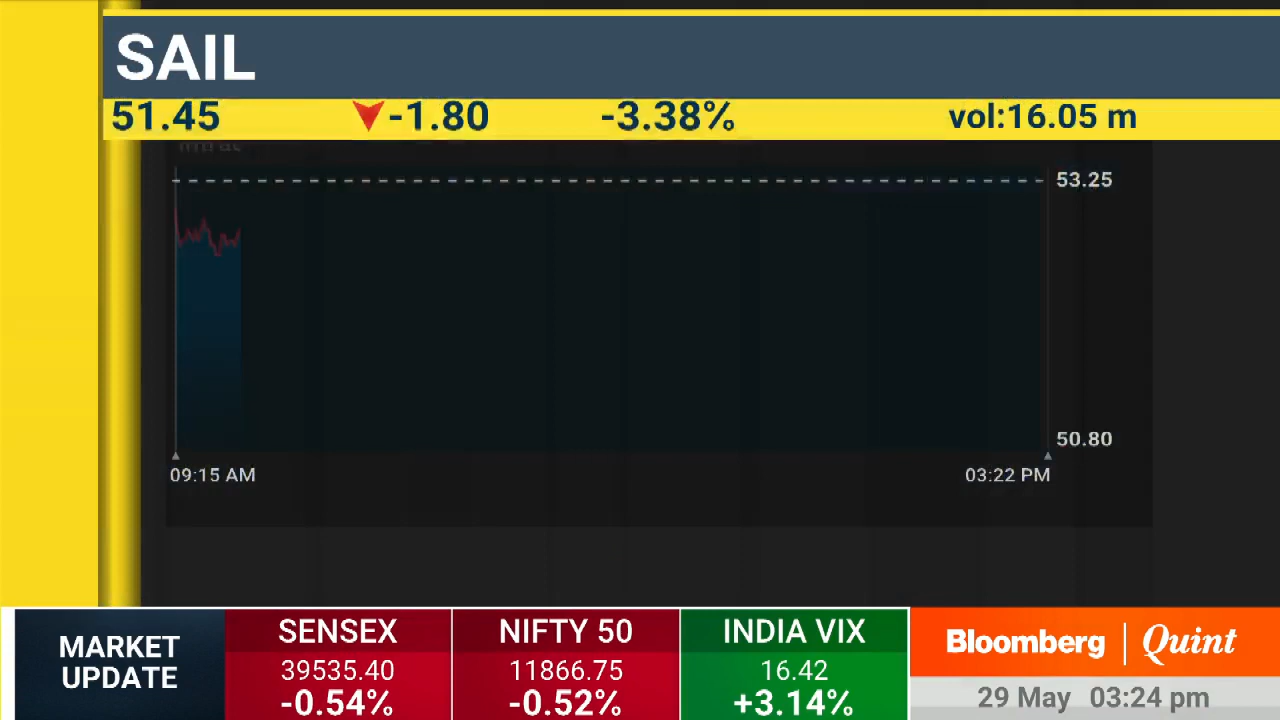 SAIL
51.45 -1.80 -3.38% vol:16.05 m
53.25
50.80
09:15 AM 03:22 PM
MARKET UPDATE
SENSEX
39535.40
-0.54%
NIFTY 50
11866.75
-0.52%
INDIA VIX
16.42
+3.14%
Bloomberg | Quint
29 May 03:24 pm